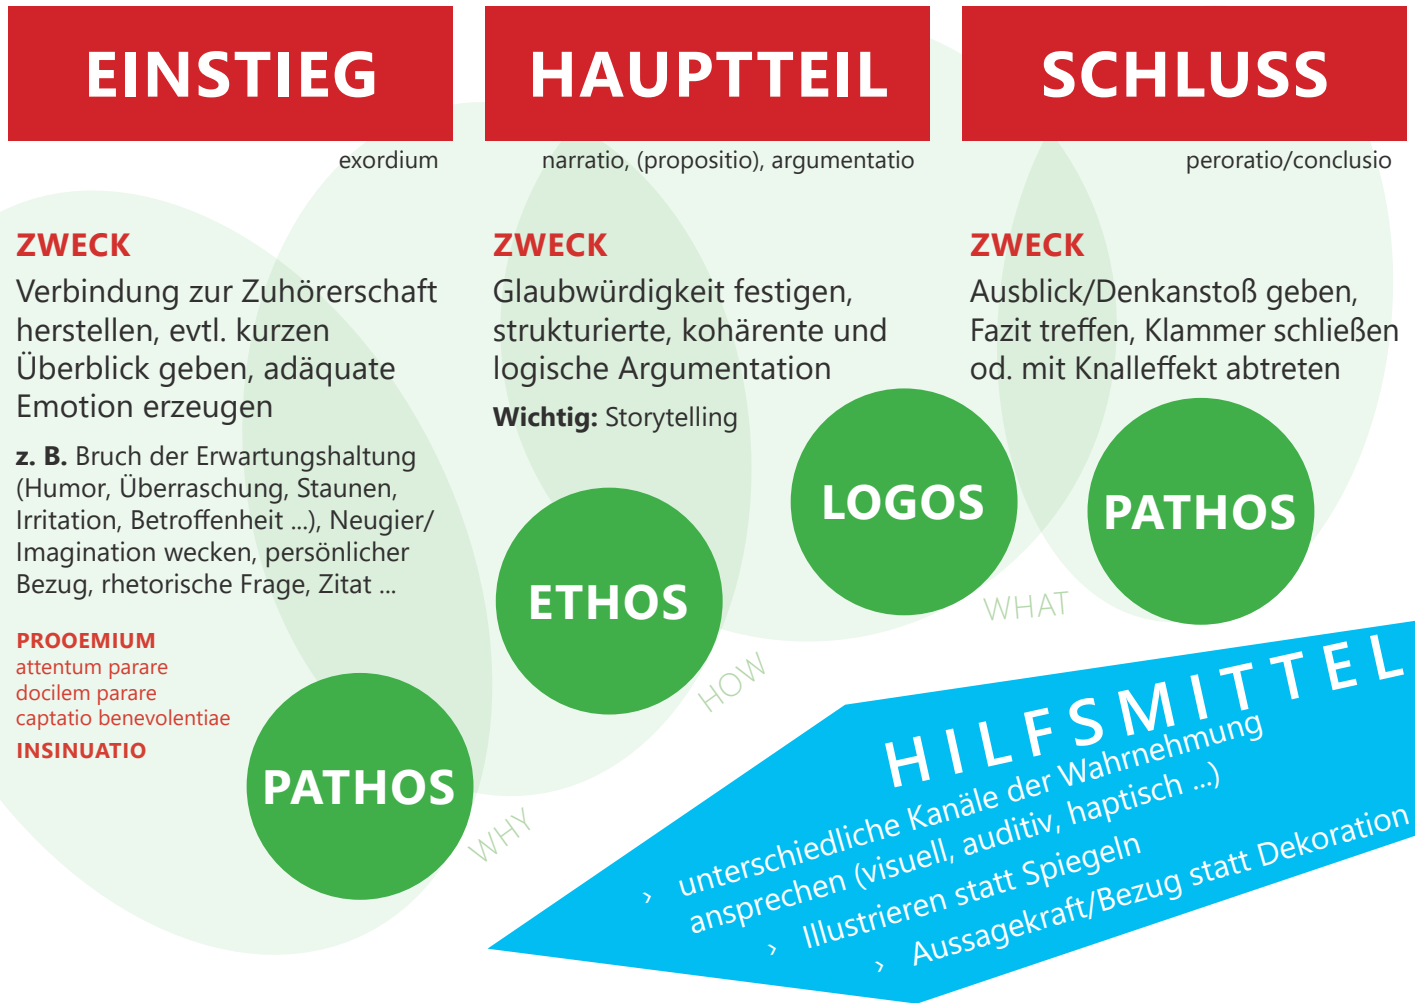 EINSTIEG
exordium
ZWECK
Verbindung zur Zuhörerschaft
herstellen, evtl. kurzen
Überblick geben, adäquate
Emotion erzeugen
z. B. Bruch der Erwartungshaltung
(Humor, Überraschung, Staunen,
Irritation, Betroffenheit ...), Neugier/
Imagination wecken, persönlicher
Bezug, rhetorische Frage, Zitat ...
PROOEMIUM
attentum parare
docilem parare
captatio benevolentiae
INSINUATIO
PATHOS
WHY
HAUPTTEIL
narratio, (propositio), argumentatio
ZWECK
Glaubwürdigkeit festigen,
strukturierte, kohärente und
logische Argumentation
Wichtig: Storytelling
ETHOS
HOW
LOGOS
WHAT
SCHLUSS
peroratio/conclusio
ZWECK
Ausblick/Denkanstoß geben,
Fazit treffen, Klammer schließen
od. mit Knalleffekt abtreten
PATHOS
HILFSMITTEL
› unterschiedliche Kanäle der Wahrnehmung
ansprechen (visuell, auditiv, haptisch ...)
› Illustrieren statt Spiegeln
› Aussagekraft/Bezug statt Dekoration